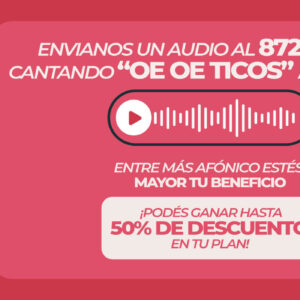 ENVIANOS UN AUDIO AL 872
CANTANDO “OE OE TICOS”
ENTRE MÁS AFÓNICO ESTÉS
MAYOR TU BENEFICIO
¡PODÉS GANAR HASTA
50% DE DESCUENTO
EN TU PLAN!